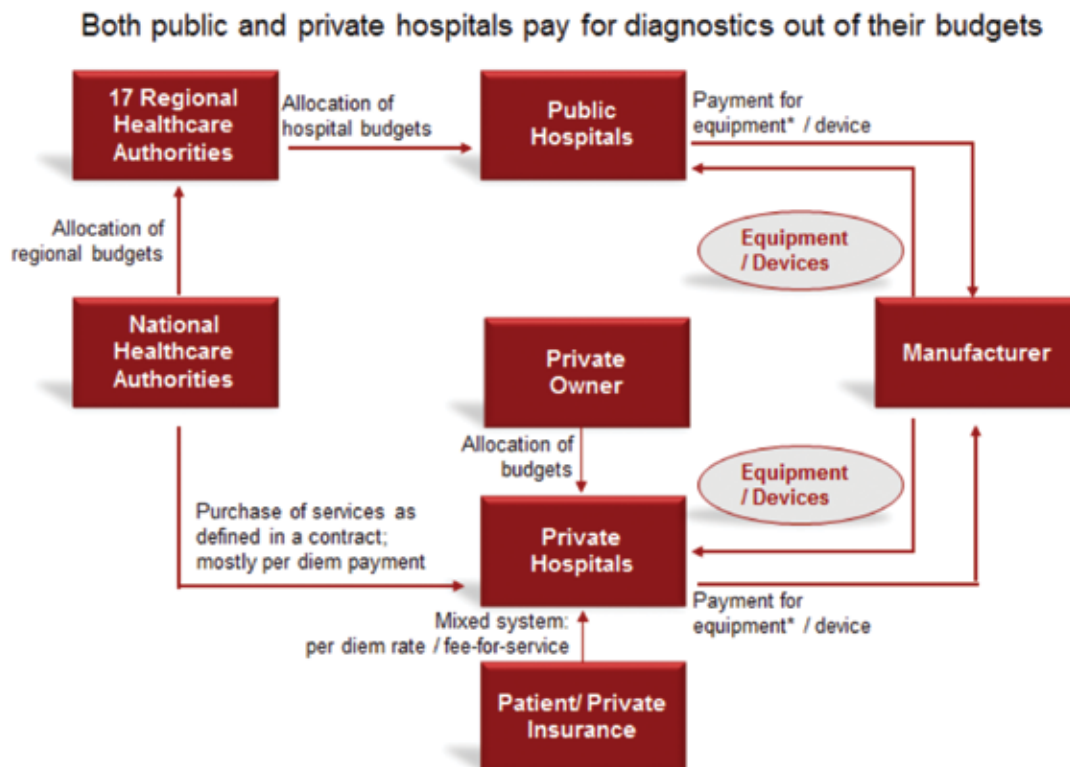 Both public and private hospitals pay for diagnostics out of their budgets
17 Regional
Healthcare
Authorities
Allocation of
hospital budgets
Public
Hospitals
Payment for
equipment* / device
Allocation of
regional budgets
Equipment
/ Devices
National
Healthcare
Authorities
Private
Owner
Manufacturer
Allocation of
budgets
Equipment
/ Devices
Purchase of services as
defined in a contract;
mostly per diem payment
Private
Hospitals
Payment for
equipment* / device
Mixed system:
per diem rate / fee-for-service
Patient/ Private
Insurance